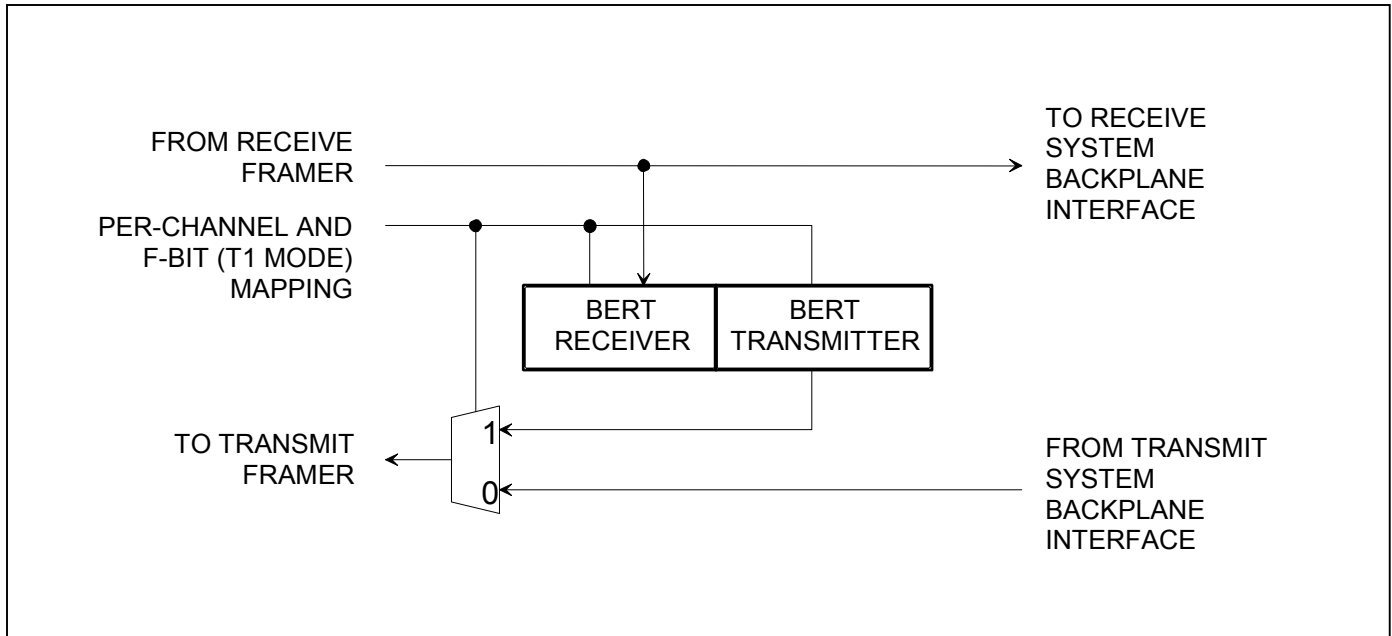 FROM RECEIVE
FRAMER
TO RECEIVE
SYSTEM
BACKPLANE
INTERFACE
PER-CHANNEL AND
F-BIT (T1 MODE)
MAPPING
BERT
RECEIVER
BERT
TRANSMITTER
TO TRANSMIT
FRAMER
1
0
FROM TRANSMIT
SYSTEM
BACKPLANE
INTERFACE